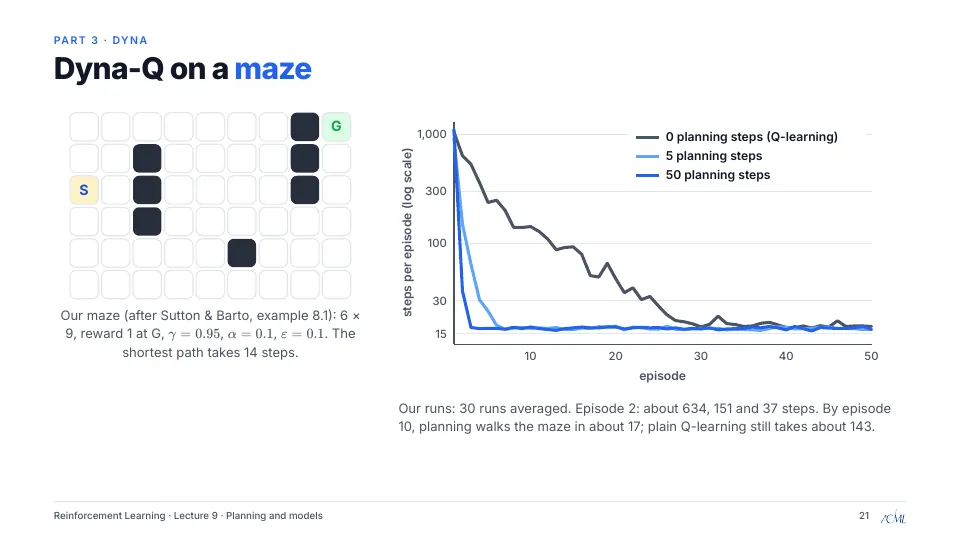 PART 3 · DYNA
Dyna-Q on a maze
G
S
Our maze (after Sutton & Barto, example 8.1): 6 ×
9, reward 1 at G, γ = 0.95, α = 0.1, ε = 0.1. The
shortest path takes 14 steps.
steps per episode (log scale)
1,000
300
100
30
15
0 planning steps (Q-learning)
5 planning steps
50 planning steps
10 20 30 40 50
episode
Our runs: 30 runs averaged. Episode 2: about 634, 151 and 37 steps. By episode
10, planning walks the maze in about 17; plain Q-learning still takes about 143.
Reinforcement Learning · Lecture 9 · Planning and models
21